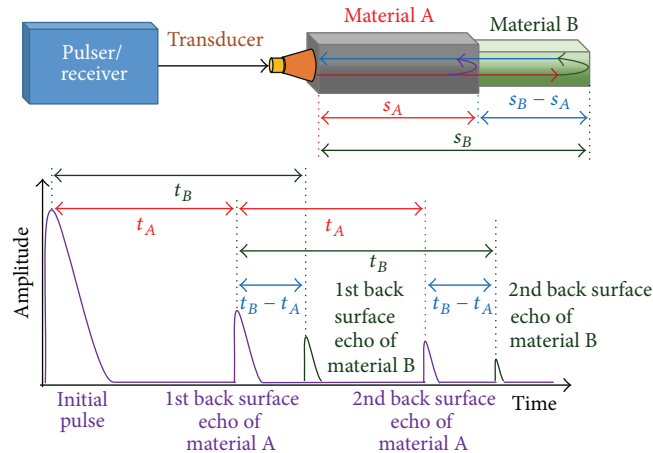 Material A
Material B
Pulser/
receiver
Transducer
s_A
s_B − s_A
s_B
t_B
t_A
t_A
t_B
t_B − t_A
t_B − t_A
1st back
surface
echo of
material B
2nd back surface
echo of
material B
Amplitude
Time
Initial
pulse
1st back surface
echo of
material A
2nd back surface
echo of
material A